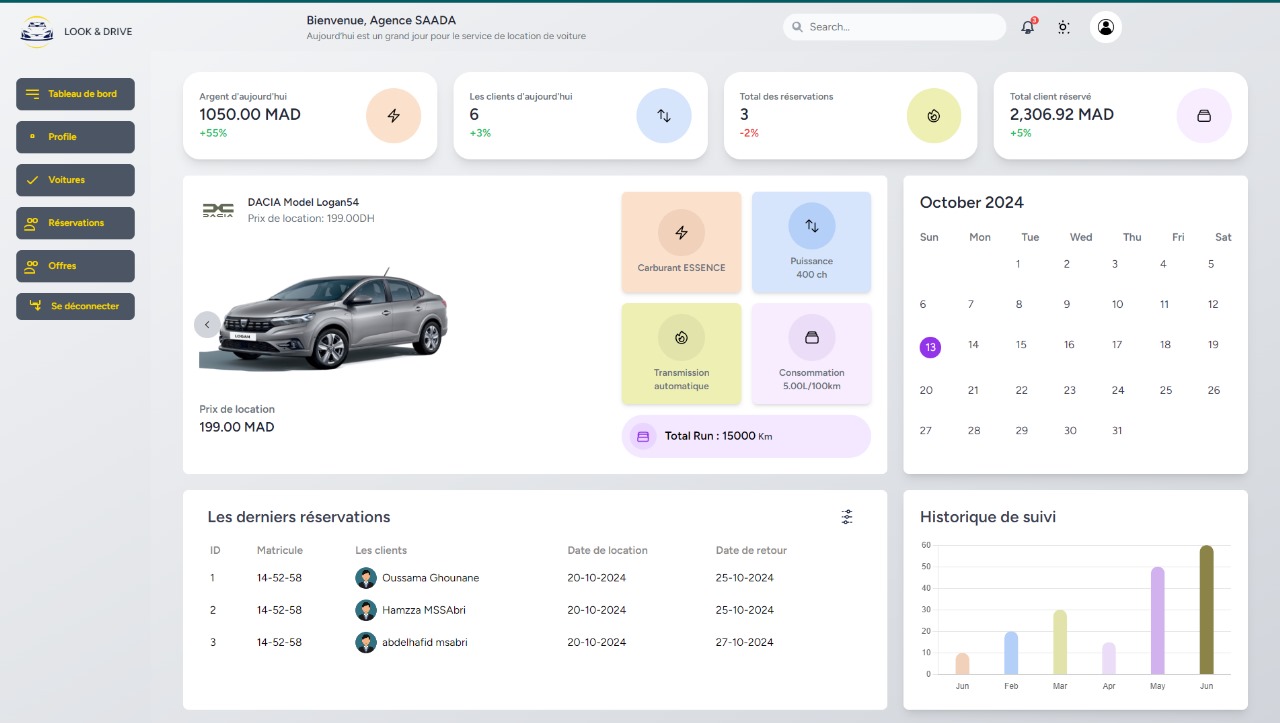 LOOK & DRIVE
Bienvenue, Agence SAADA
Aujourd'hui est un grand jour pour le service de location de voiture
Search...
3
Tableau de bord
Profile
Voitures
Réservations
Offres
Se déconnecter
Argent d'aujourd'hui
1050.00 MAD
+55%
Les clients d'aujourd'hui
6
+3%
Total des réservations
3
-2%
Total client réservé
2,306.92 MAD
+5%
DACIA
DACIA Model Logan54
Prix de location: 199.00DH
LOGAN
Prix de location
199.00 MAD
Carburant ESSENCE
Puissance
400 ch
Transmission
automatique
Consommation
5.00L/100km
Total Run : 15000 Km
October 2024
Sun Mon Tue Wed Thu Fri Sat
1 2 3 4 5
6 7 8 9 10 11 12
13 14 15 16 17 18 19
20 21 22 23 24 25 26
27 28 29 30 31
Les derniers réservations
ID Matricule Les clients Date de location Date de retour
1 14-52-58 Oussama Ghounane 20-10-2024 25-10-2024
2 14-52-58 Hamzza MSSAbri 20-10-2024 25-10-2024
3 14-52-58 abdelhafid msabri 20-10-2024 27-10-2024
Historique de suivi
60
50
40
30
20
10
0
Jun Feb Mar Apr May Jun